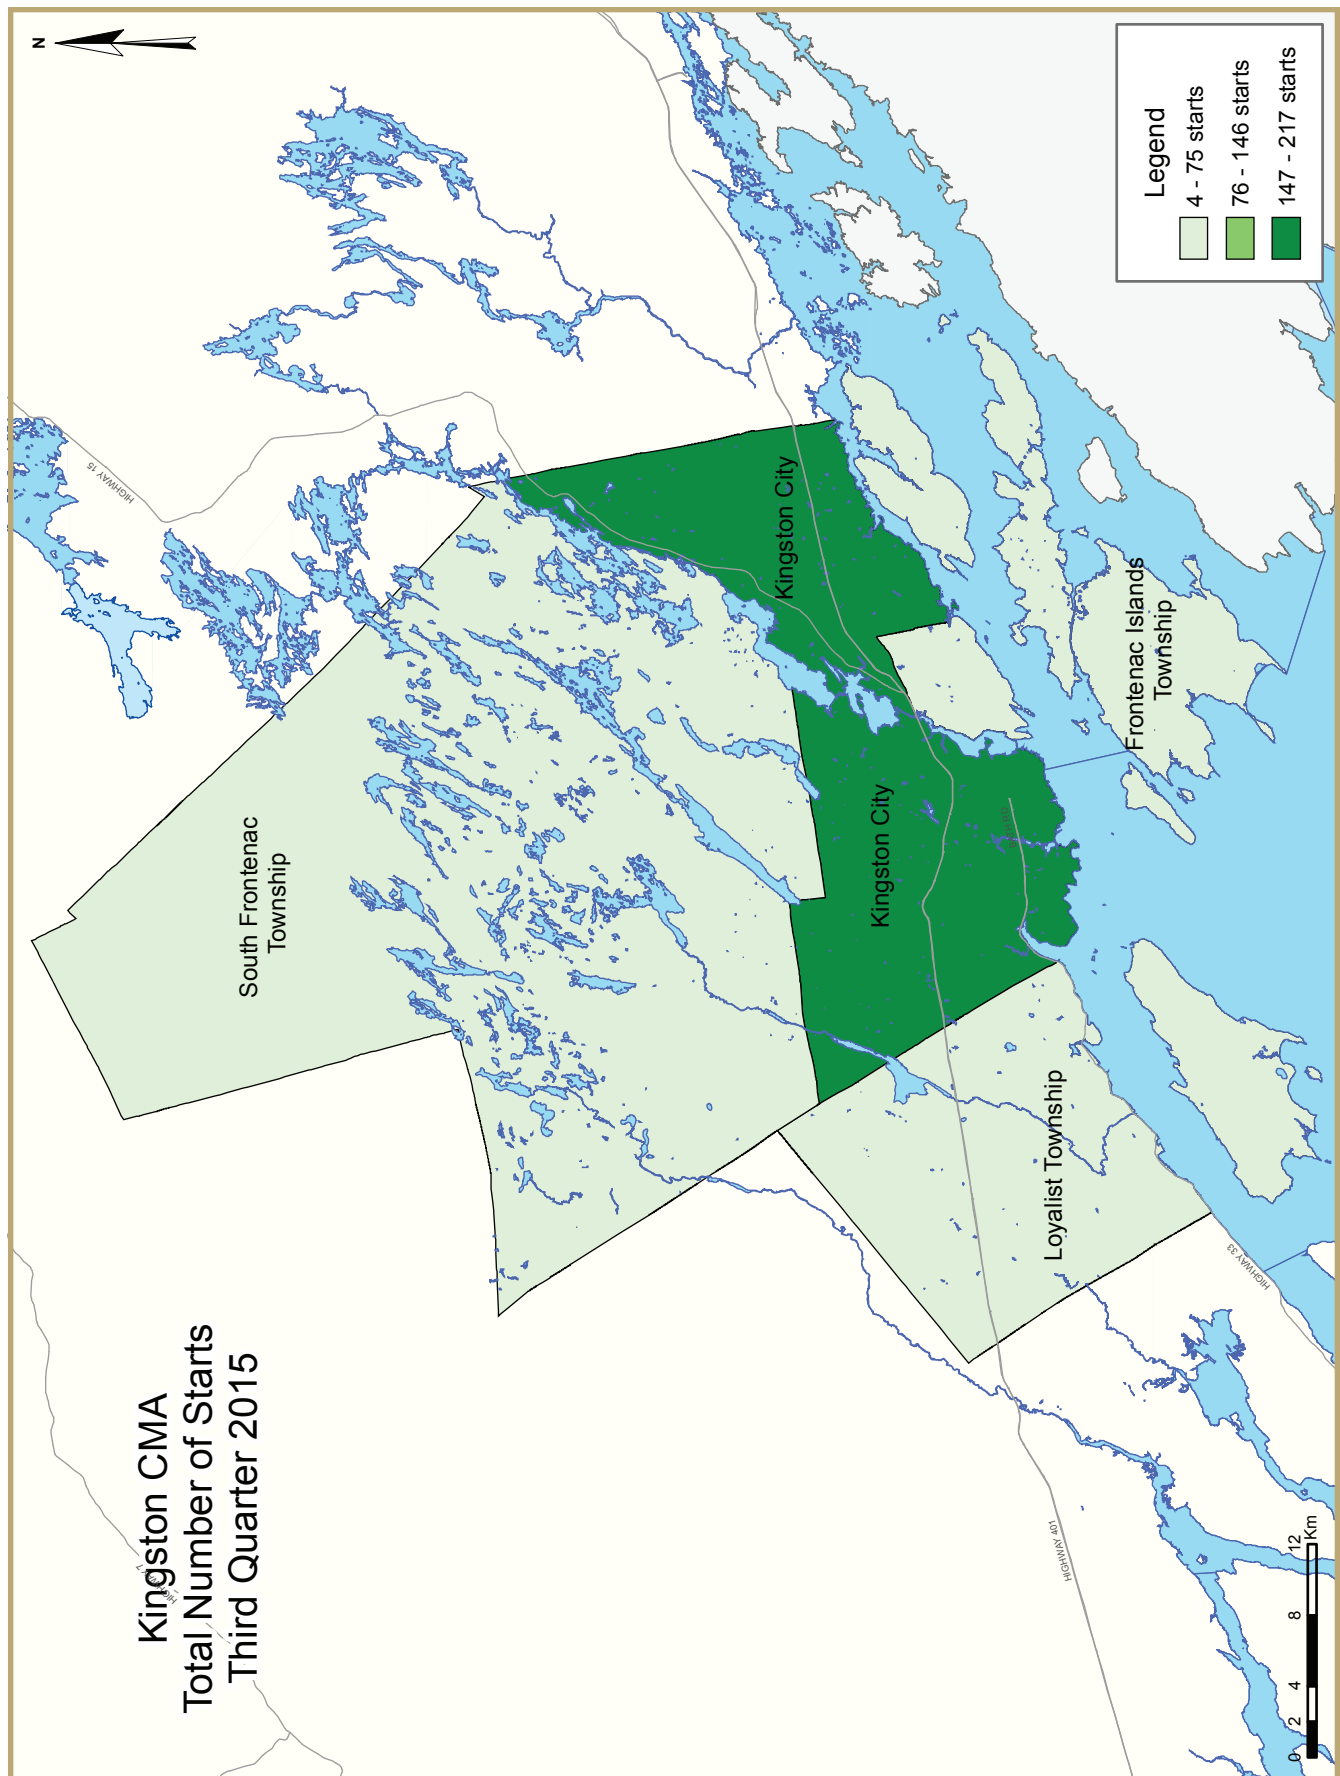 Kingston CMA
Total Number of Starts
Third Quarter 2015
N
HIGHWAY 7
HIGHWAY 15
South Frontenac
Township
Kingston City
Kingston City
Loyalist Township
Frontenac Islands
Township
HIGHWAY 33
HIGHWAY 401
Legend
4 - 75 starts
76 - 146 starts
147 - 217 starts
0 2 4 8 12
Km